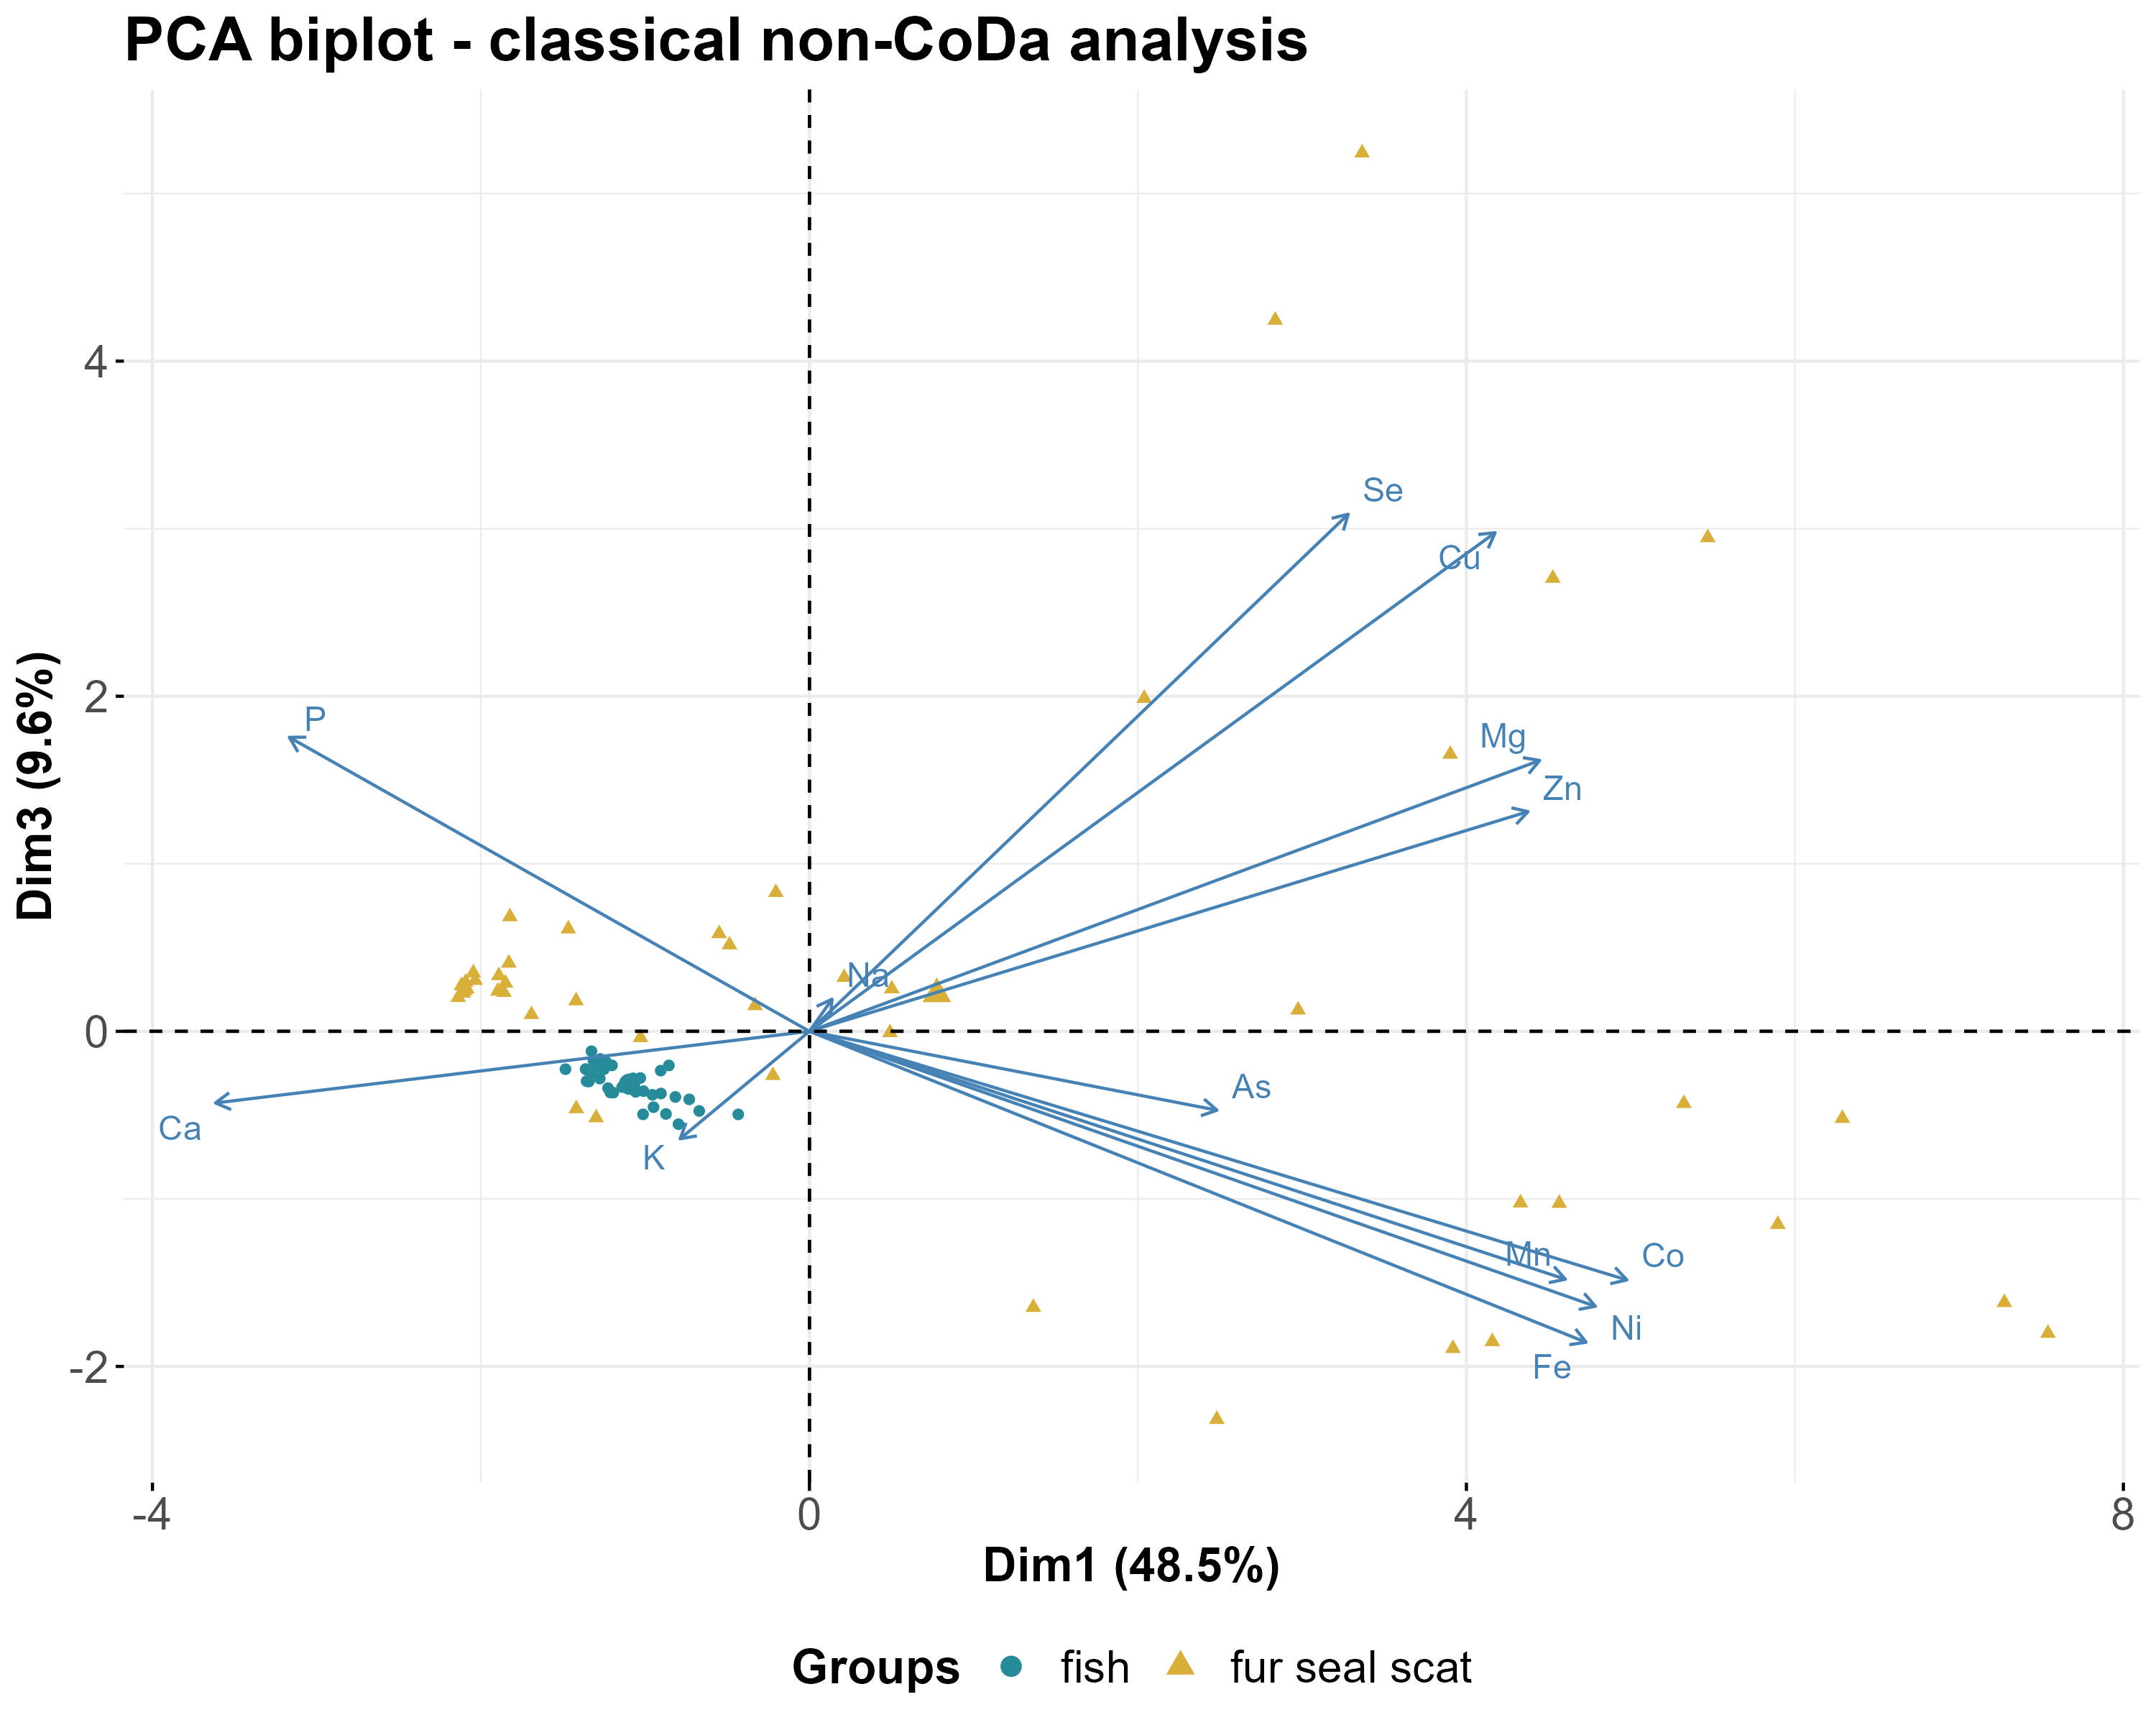 PCA biplot - classical non-CoDa analysis
Se
Cu
4
P
Mg
Zn
2
Dim3 (9.6%)
Na
0
As
Ca
K
Mn
Co
Ni
Fe
-2
-4
0
4
8
Dim1 (48.5%)
Groups fish fur seal scat